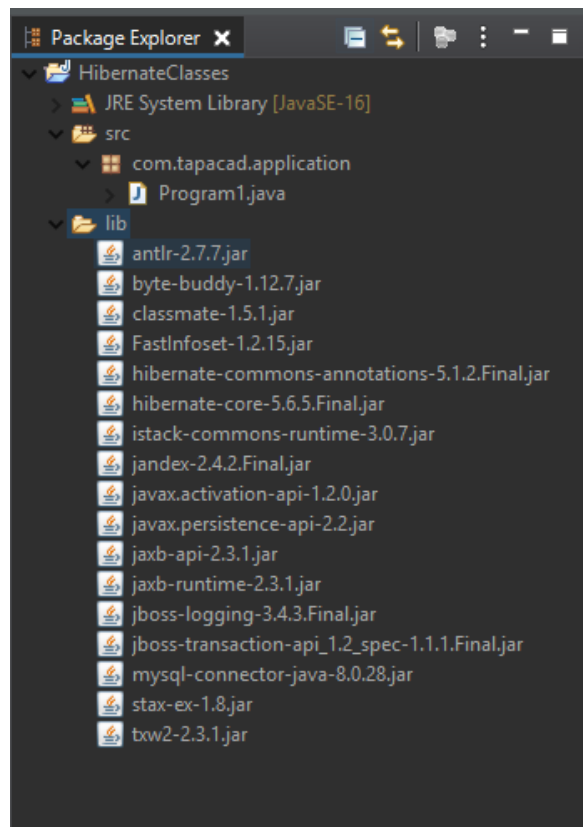 Package Explorer
HibernateClasses
JRE System Library [JavaSE-16]
src
com.tapacad.application
Program1.java
lib
antlr-2.7.7.jar
byte-buddy-1.12.7.jar
classmate-1.5.1.jar
FastInfoset-1.2.15.jar
hibernate-commons-annotations-5.1.2.Final.jar
hibernate-core-5.6.5.Final.jar
istack-commons-runtime-3.0.7.jar
jandex-2.4.2.Final.jar
javax.activation-api-1.2.0.jar
javax.persistence-api-2.2.jar
jaxb-api-2.3.1.jar
jaxb-runtime-2.3.1.jar
jboss-logging-3.4.3.Final.jar
jboss-transaction-api_1.2_spec-1.1.1.Final.jar
mysql-connector-java-8.0.28.jar
stax-ex-1.8.jar
txw2-2.3.1.jar